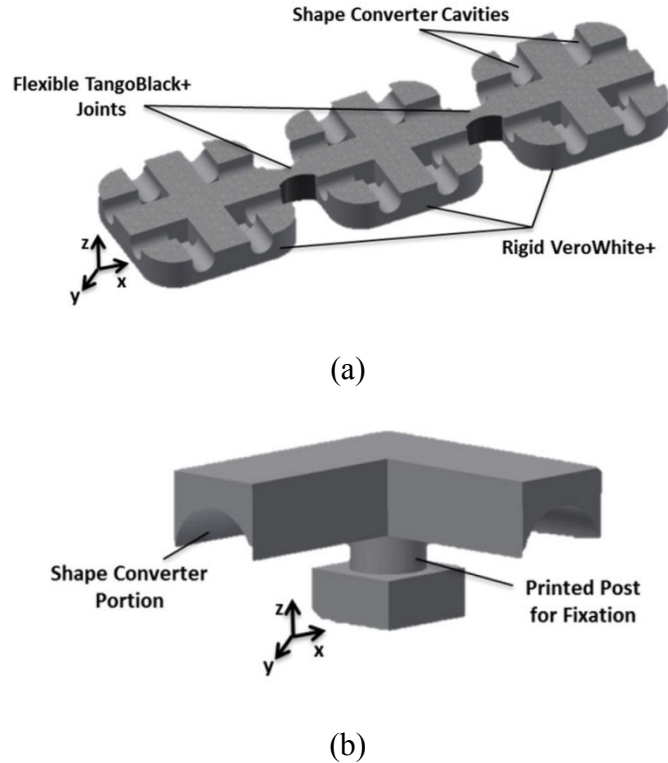 Shape Converter Cavities
Flexible TangoBlack+
Joints
Rigid VeroWhite+
z
y
x
(a)
Shape Converter
Portion
Printed Post
for Fixation
z
y
x
(b)